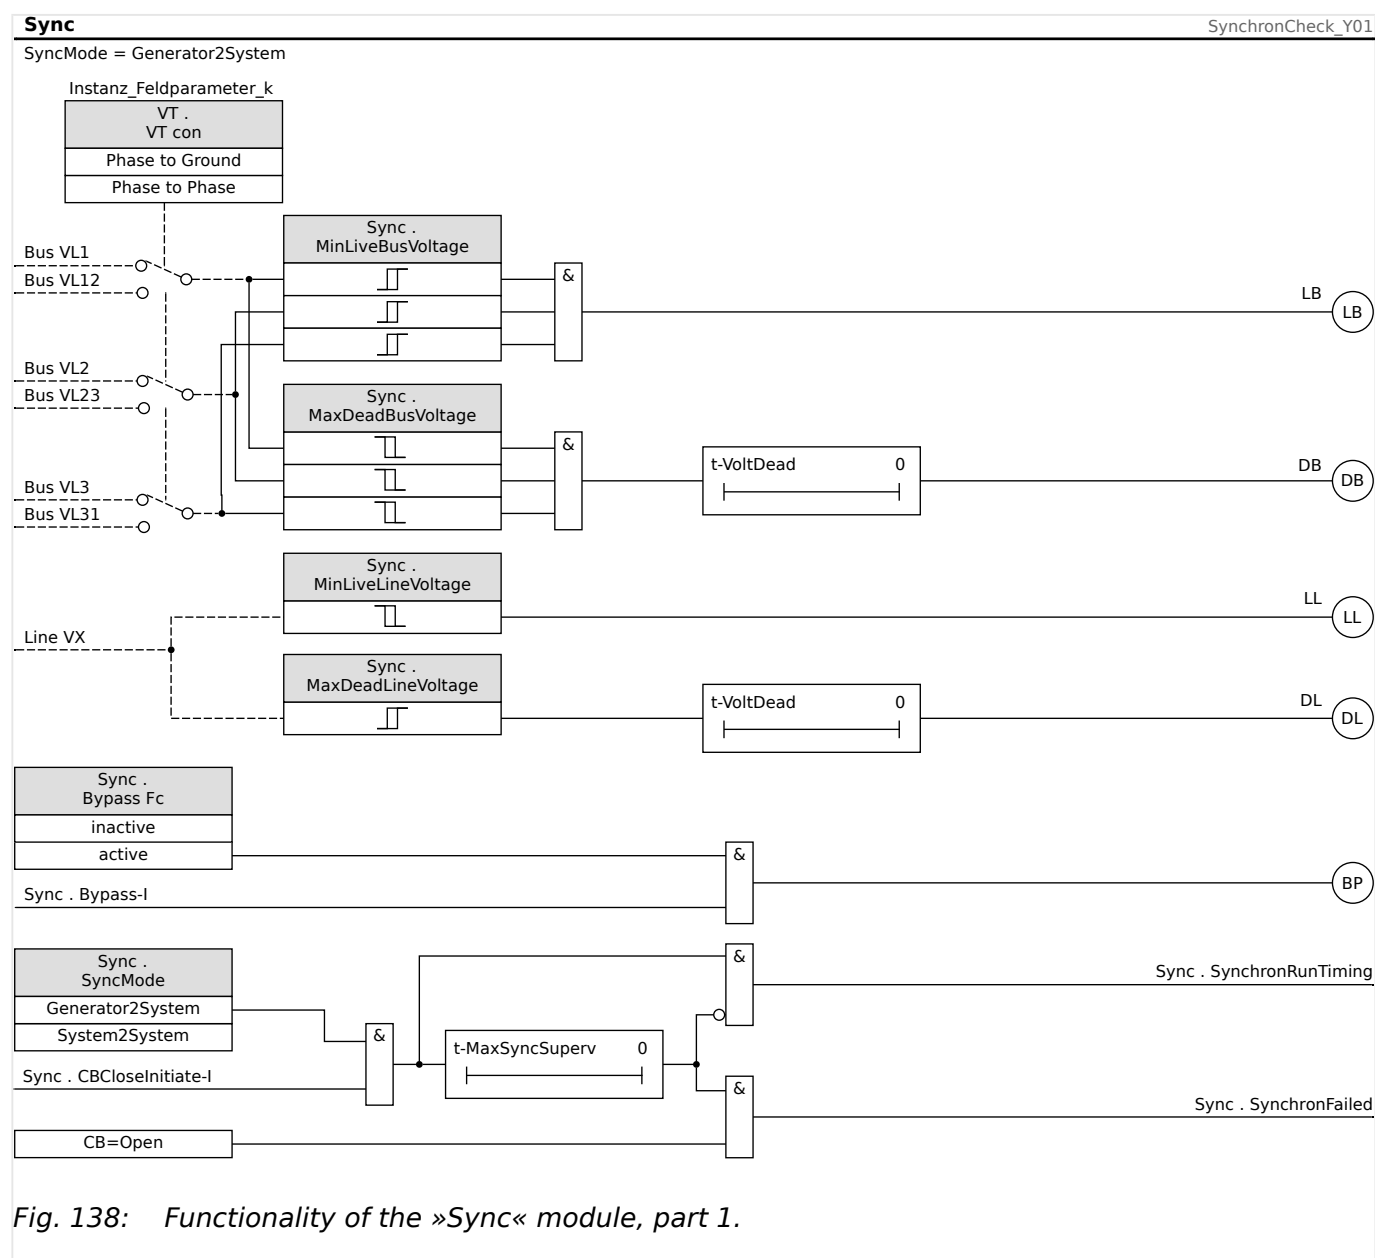 Sync
SynchronCheck_Y01
SyncMode = Generator2System
Instanz_Feldparameter_k
VT .
VT con
Phase to Ground
Phase to Phase
Sync .
MinLiveBusVoltage
Bus VL1
Bus VL12
&
LB
LB
Bus VL2
Bus VL23
Sync .
MaxDeadBusVoltage
&
t-VoltDead 0
DB
DB
Bus VL3
Bus VL31
Sync .
MinLiveLineVoltage
LL
LL
Line VX
Sync .
MaxDeadLineVoltage
t-VoltDead 0
DL
DL
Sync .
Bypass Fc
inactive
active
&
Sync . Bypass-I
BP
Sync .
SyncMode
Generator2System
System2System
&
&
Sync . SynchronRunTiming
t-MaxSyncSuperv 0
Sync . CBCloseInitiate-I
&
Sync . SynchronFailed
CB=Open
Fig. 138: Functionality of the »Sync« module, part 1.